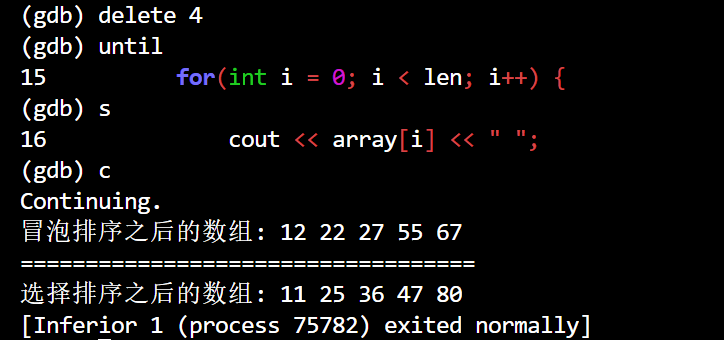 (gdb) delete 4
(gdb) until
15          for(int i = 0; i < len; i++) {
(gdb) s
16              cout << array[i] << " ";
(gdb) c
Continuing.
冒泡排序之后的数组: 12 22 27 55 67
===================================
选择排序之后的数组: 11 25 36 47 80
[Inferior 1 (process 75782) exited normally]